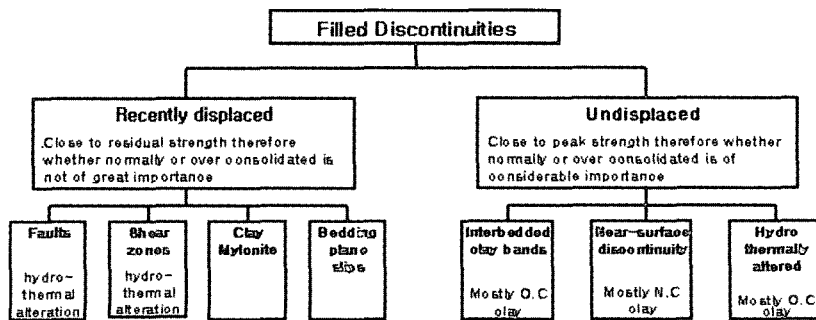 Filled Discontinuities
Recently displaced
.Close to residual strength therefore
whether normally or over consolidated is
not of great importance
Undisplaced
Close to peak strength therefore whether
normally or over consolidated is of
considerable importance
Faults
hydro-
thermal
alteration
Shear
zones
hydro-
thermal
alteration
Clay
Mylonite
Bedding
plane
slips
Interbedded
clay bands
Mostly O.C
clay
Near-surface
discontinuity
Mostly N.C
clay
Hydro
thermally
altered
Mostly O.C
clay